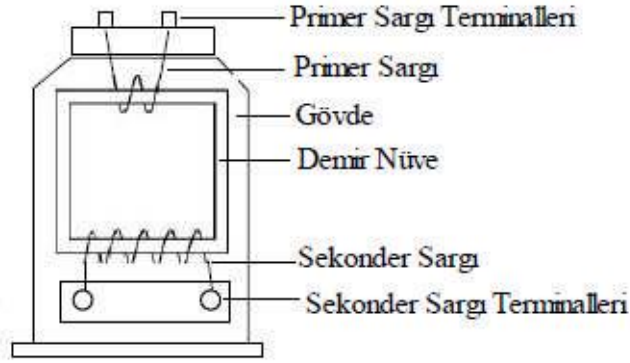 Primer Sargı Terminalleri
Primer Sargı
Gövde
Demir Nüve
Sekonder Sargı
Sekonder Sargı Terminalleri